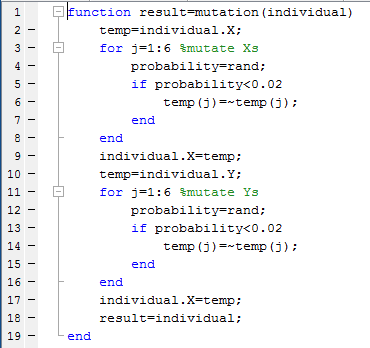 1 function result=mutation(individual)
2 temp=individual.X;
3 for j=1:6 %mutate Xs
4 probability=rand;
5 if probability<0.02
6 temp(j)=~temp(j);
7 end
8 end
9 individual.X=temp;
10 temp=individual.Y;
11 for j=1:6 %mutate Ys
12 probability=rand;
13 if probability<0.02
14 temp(j)=~temp(j);
15 end
16 end
17 individual.X=temp;
18 result=individual;
19 end